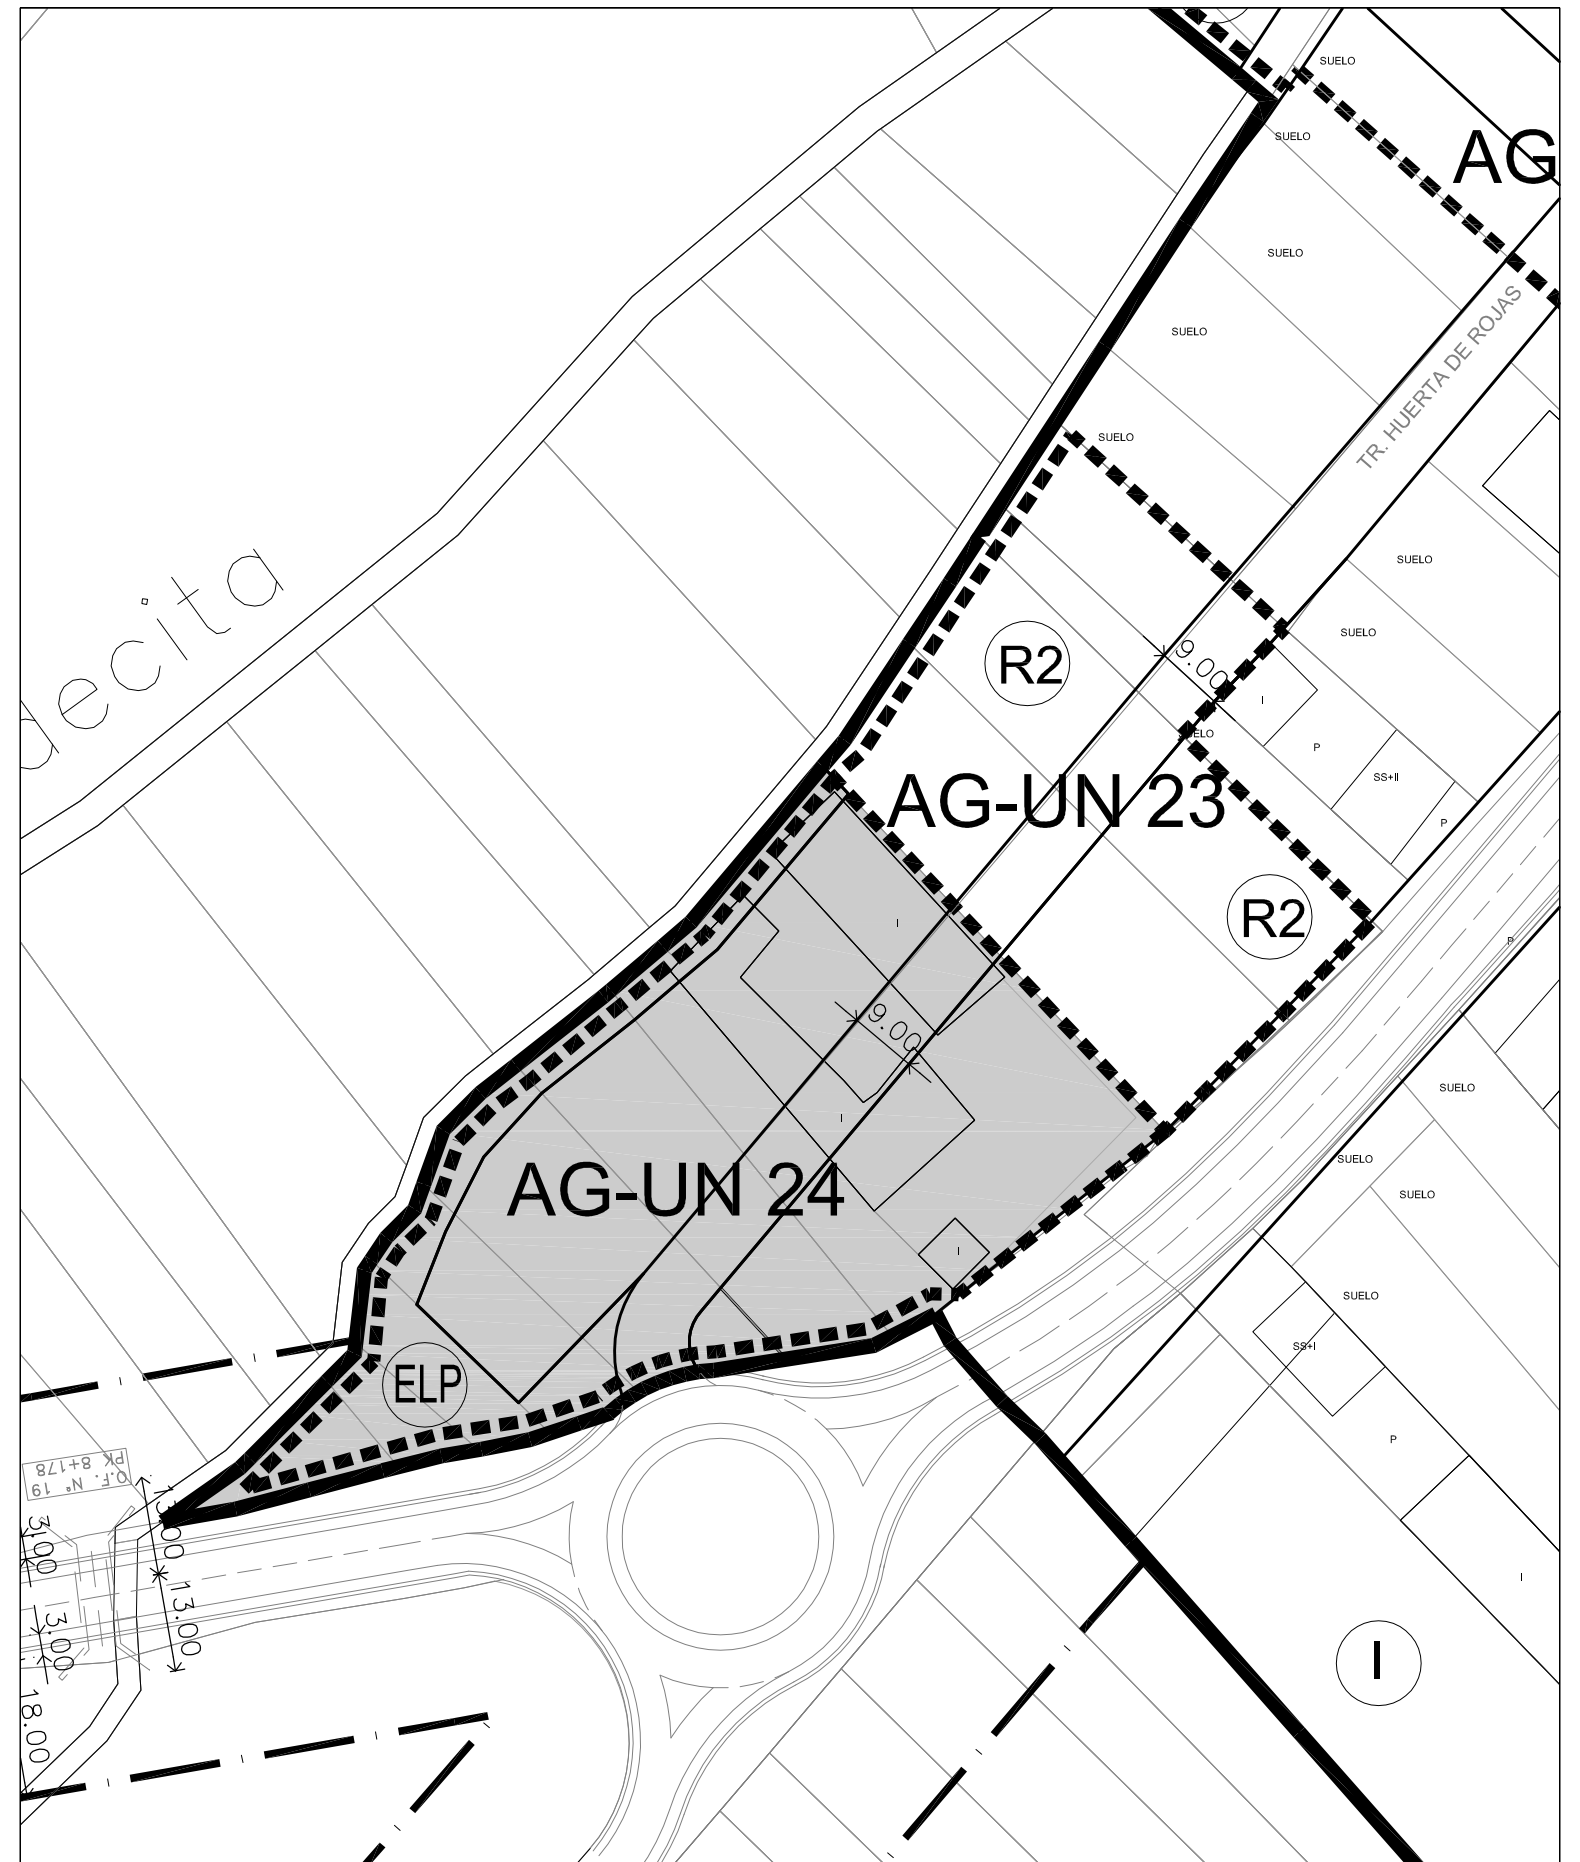 SUELO
SUELO
AG
SUELO
TR. HUERTA DE ROJAS
SUELO
SUELO
decita
SUELO
SUELO
R2
9.00
I
SUELO
P
SS+II
AG-UN 23
P
R2
I
P
9.00
SUELO
I
SUELO
AG-UN 24
SUELO
I
SUELO
SS+I
ELP
P
O.F. Nº 19
PK 8+178
13.00
3.00
I
13.00
3.00
I
18.00